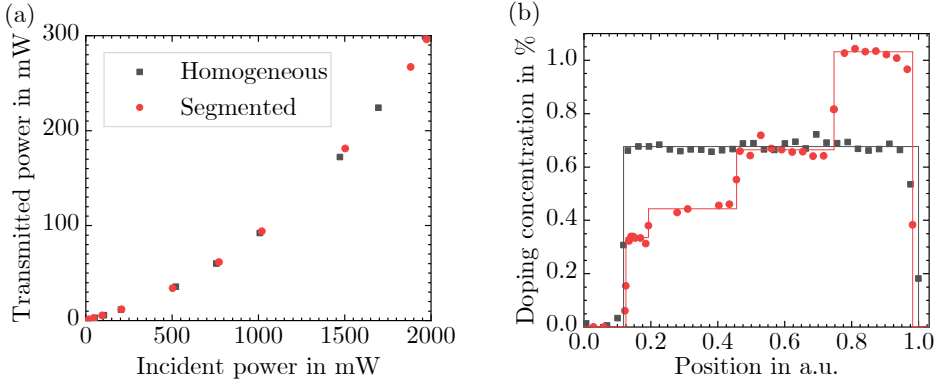 (a)
Transmitted power in mW
300
200
100
0
Homogeneous
Segmented
0
500
1000
1500
2000
Incident power in mW
(b)
Doping concentration in %
1.0
0.8
0.6
0.4
0.2
0.0
0.2
0.4
0.6
0.8
1.0
Position in a.u.